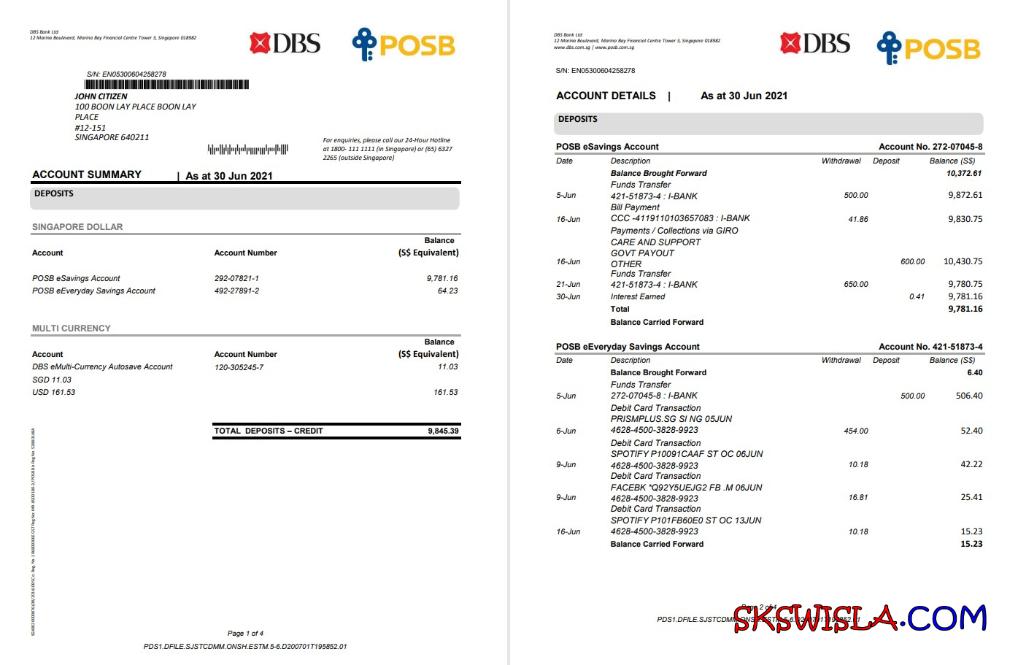 DBS Bank Ltd
12 Marina Boulevard, Marina Bay Financial Centre Tower 3, Singapore 018982
DBS
POSB
S/N: EN05300604258278
JOHN CITIZEN
100 BOON LAY PLACE BOON LAY
PLACE
#12-151
SINGAPORE 640211
For enquiries, please call our 24-Hour Hotline
at 1800- 111 1111 (in Singapore) or (65) 6327
2265 (outside Singapore)
ACCOUNT SUMMARY | As at 30 Jun 2021
DEPOSITS
SINGAPORE DOLLAR
Balance
Account Account Number (S$ Equivalent)
POSB eSavings Account 292-07821-1 9,781.16
POSB eEveryday Savings Account 492-27891-2 64.23
MULTI CURRENCY
Balance
Account Account Number (S$ Equivalent)
DBS eMulti-Currency Autosave Account 120-305245-7 11.03
SGD 11.03
USD 161.53 161.53
TOTAL DEPOSITS – CREDIT 9,845.39
Page 1 of 4
PDS1.DFILE.SJSTCDMM.ONSH.ESTM.5-6.D200701T195852.01
DBS Bank Ltd
12 Marina Boulevard, Marina Bay Financial Centre Tower 3, Singapore 018982
www.dbs.com.sg | www.posb.com.sg
DBS
POSB
S/N: EN05300604258278
ACCOUNT DETAILS | As at 30 Jun 2021
DEPOSITS
POSB eSavings Account Account No. 272-07045-8
Date Description Withdrawal Deposit Balance (S$)
Balance Brought Forward 10,372.61
Funds Transfer
5-Jun 421-51873-4 : I-BANK 500.00 9,872.61
Bill Payment
16-Jun CCC -4119110103657083 : I-BANK 41.86 9,830.75
Payments / Collections via GIRO
CARE AND SUPPORT
GOVT PAYOUT
16-Jun OTHER 600.00 10,430.75
Funds Transfer
21-Jun 421-51873-4 : I-BANK 650.00 9,780.75
30-Jun Interest Earned 0.41 9,781.16
Total 9,781.16
Balance Carried Forward
POSB eEveryday Savings Account Account No. 421-51873-4
Date Description Withdrawal Deposit Balance (S$)
Balance Brought Forward 6.40
Funds Transfer
5-Jun 272-07045-8 : I-BANK 500.00 506.40
Debit Card Transaction
PRISMPLUS.SG SI NG 05JUN
6-Jun 4628-4500-3828-9923 454.00 52.40
Debit Card Transaction
SPOTIFY P10091CAAF ST OC 06JUN
9-Jun 4628-4500-3828-9923 10.18 42.22
Debit Card Transaction
FACEBK *Q92Y5UEJG2 FB .M 06JUN
9-Jun 4628-4500-3828-9923 16.81 25.41
Debit Card Transaction
SPOTIFY P101FB60E0 ST OC 13JUN
16-Jun 4628-4500-3828-9923 10.18 15.23
Balance Carried Forward 15.23
Page 2 of 4
SKSWISLA.COM